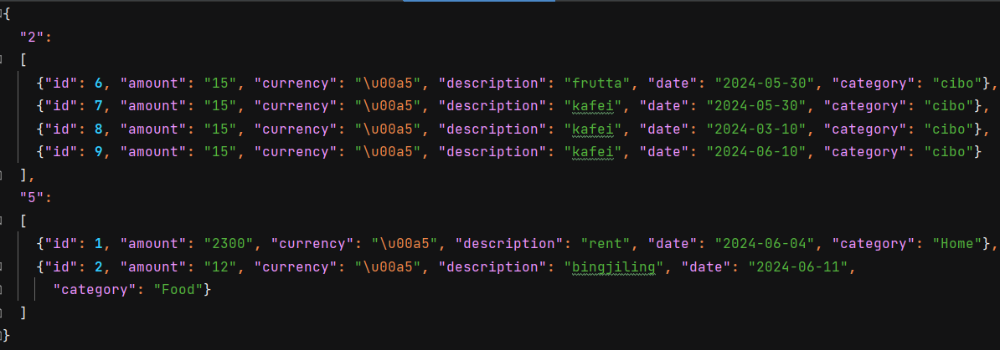 {
  "2":
  [
    {"id": 6, "amount": "15", "currency": "\u00a5", "description": "frutta", "date": "2024-05-30", "category": "cibo"},
    {"id": 7, "amount": "15", "currency": "\u00a5", "description": "kafei", "date": "2024-05-30", "category": "cibo"},
    {"id": 8, "amount": "15", "currency": "\u00a5", "description": "kafei", "date": "2024-03-10", "category": "cibo"},
    {"id": 9, "amount": "15", "currency": "\u00a5", "description": "kafei", "date": "2024-06-10", "category": "cibo"}
  ],
  "5":
  [
    {"id": 1, "amount": "2300", "currency": "\u00a5", "description": "rent", "date": "2024-06-04", "category": "Home"},
    {"id": 2, "amount": "12", "currency": "\u00a5", "description": "bingjiling", "date": "2024-06-11",
      "category": "Food"}
  ]
}